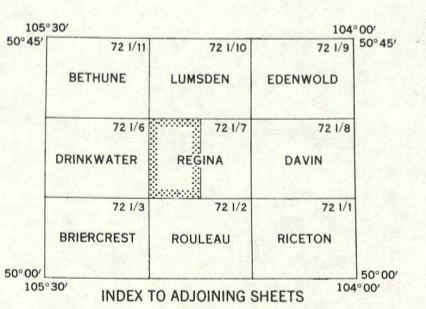 105°30′ 104°00′
50°45′ 72 I/11 72 I/10 72 I/9 50°45′
BETHUNE LUMSDEN EDENWOLD
72 I/6 72 I/7 72 I/8
DRINKWATER REGINA DAVIN
72 I/3 72 I/2 72 I/1
BRIERCREST ROULEAU RICETON
50°00′ 50°00′
105°30′ 104°00′
INDEX TO ADJOINING SHEETS